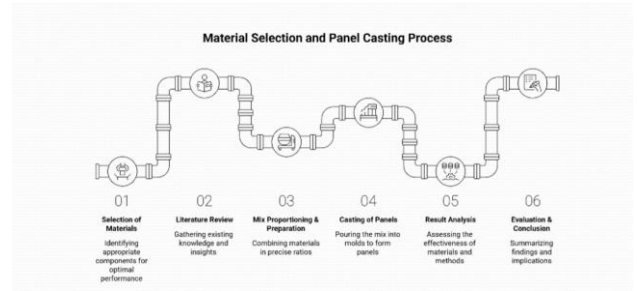 Material Selection and Panel Casting Process
01
Selection of
Materials
Identifying
appropriate
components for
optimal
performance
02
Literature Review
Gathering existing
knowledge and
insights
03
Mix Proportioning &
Preparation
Combining materials
in precise ratios
04
Casting of Panels
Pouring the mix into
molds to form
panels
05
Result Analysis
Assessing the
effectiveness of
materials and
methods
06
Evaluation &
Conclusion
Summarizing
findings and
implications